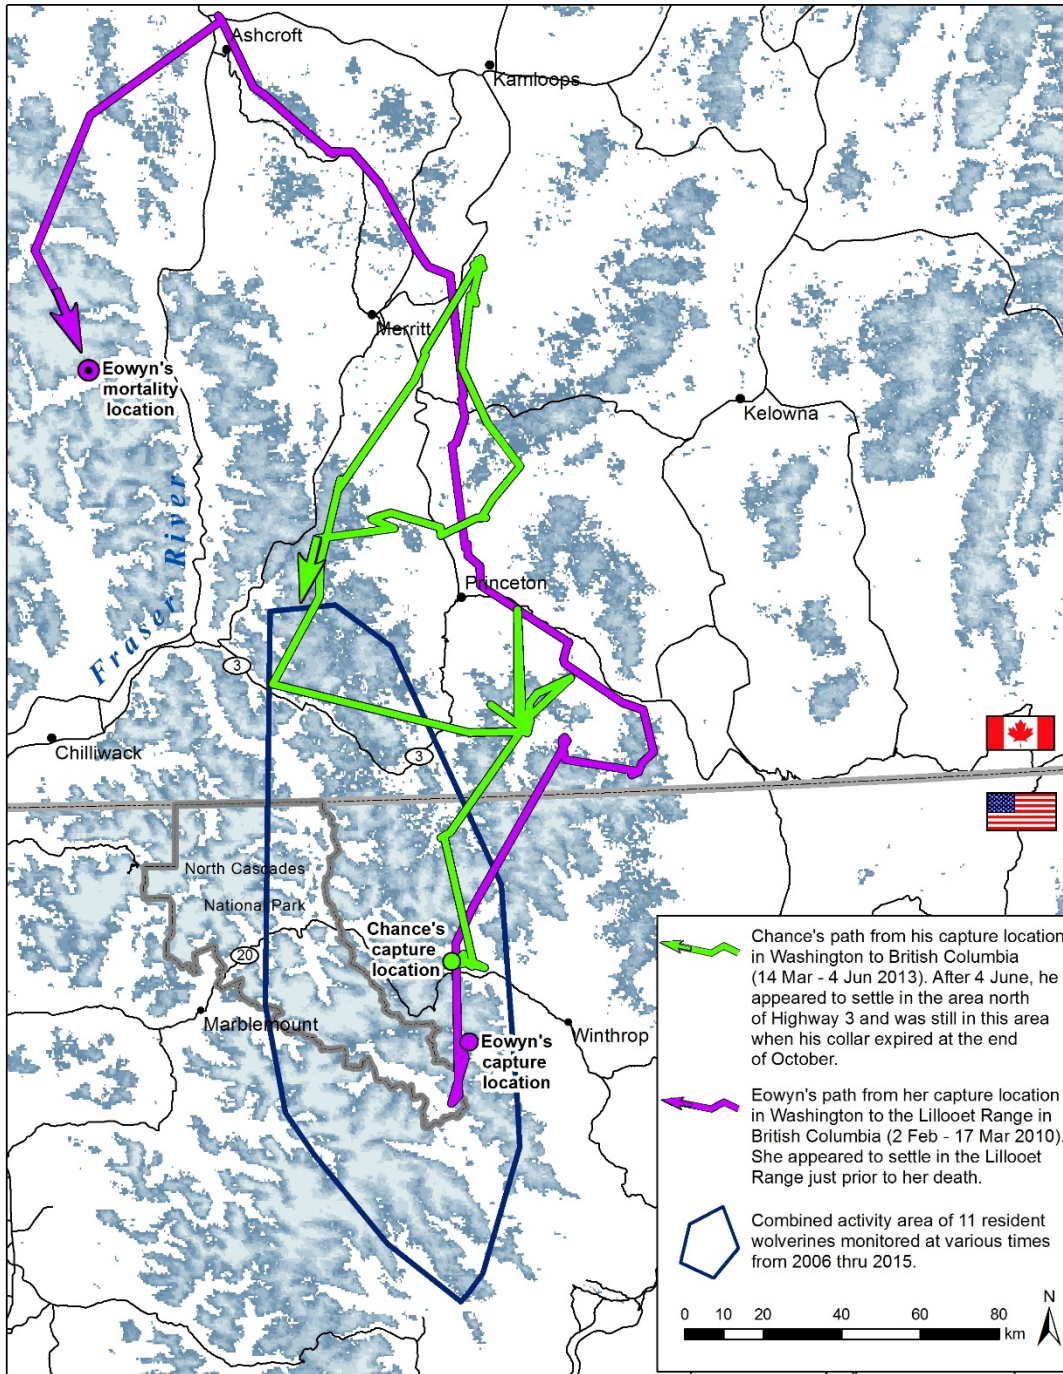 Ashcroft
Kamloops
Merritt
Eowyn's
mortality
location
Kelowna
Fraser River
Princeton
3
Chilliwack
3
North Cascades
National Park
Chance's
capture
location
20
Marblemount
Winthrop
Eowyn's
capture
location
Chance's path from his capture location
in Washington to British Columbia
(14 Mar - 4 Jun 2013). After 4 June, he
appeared to settle in the area north
of Highway 3 and was still in this area
when his collar expired at the end
of October.
Eowyn's path from her capture location
in Washington to the Lillooet Range in
British Columbia (2 Feb - 17 Mar 2010).
She appeared to settle in the Lillooet
Range just prior to her death.
Combined activity area of 11 resident
wolverines monitored at various times
from 2006 thru 2015.
N
0 10 20 40 60 80
km